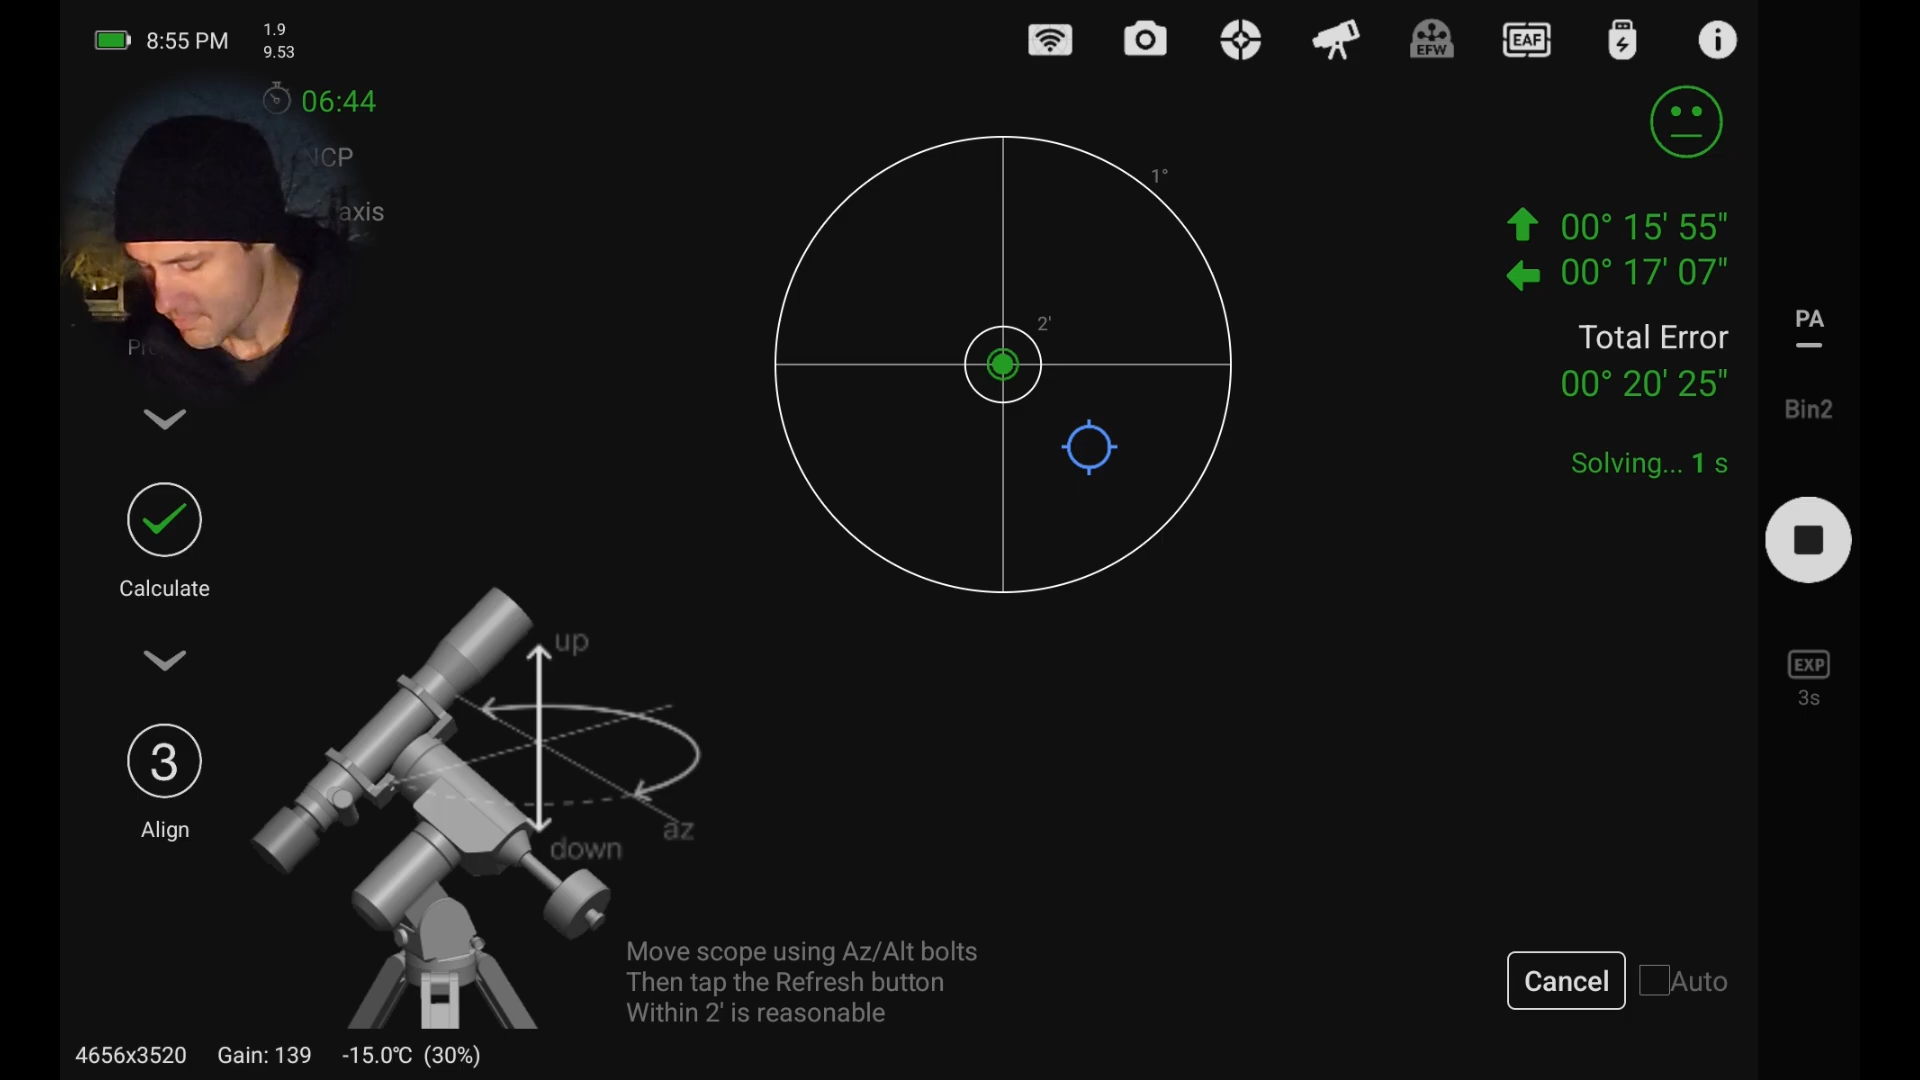 8:55 PM
1.9
9.53
EFW
EAF
06:44
NCP
axis
Calculate
3
Align
up
az
down
1°
2'
00° 15' 55"
00° 17' 07"
Total Error
00° 20' 25"
Solving... 1 s
PA
Bin2
EXP
3s
Move scope using Az/Alt bolts
Then tap the Refresh button
Within 2' is reasonable
Cancel
Auto
4656x3520 Gain: 139 -15.0℃ (30%)